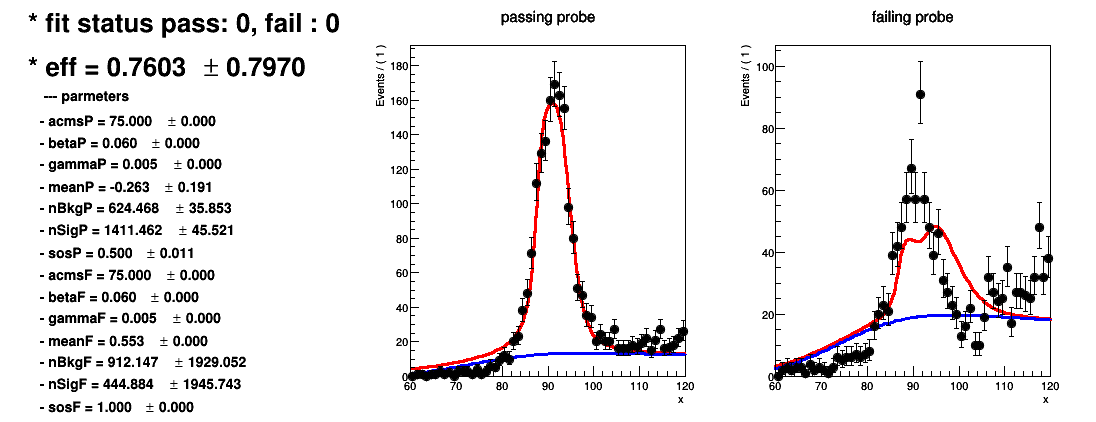 * fit status pass: 0, fail : 0
* eff = 0.7603 ± 0.7970
--- parmeters
- acmsP = 75.000 ± 0.000
- betaP = 0.060 ± 0.000
- gammaP = 0.005 ± 0.000
- meanP = -0.263 ± 0.191
- nBkgP = 624.468 ± 35.853
- nSigP = 1411.462 ± 45.521
- sosP = 0.500 ± 0.011
- acmsF = 75.000 ± 0.000
- betaF = 0.060 ± 0.000
- gammaF = 0.005 ± 0.000
- meanF = 0.553 ± 0.000
- nBkgF = 912.147 ± 1929.052
- nSigF = 444.884 ± 1945.743
- sosF = 1.000 ± 0.000
passing probe
Events / ( 1 )
180
160
140
120
100
80
60
40
20
0
60 70 80 90 100 110 120
x
failing probe
Events / ( 1 )
100
80
60
40
20
0
60 70 80 90 100 110 120
x